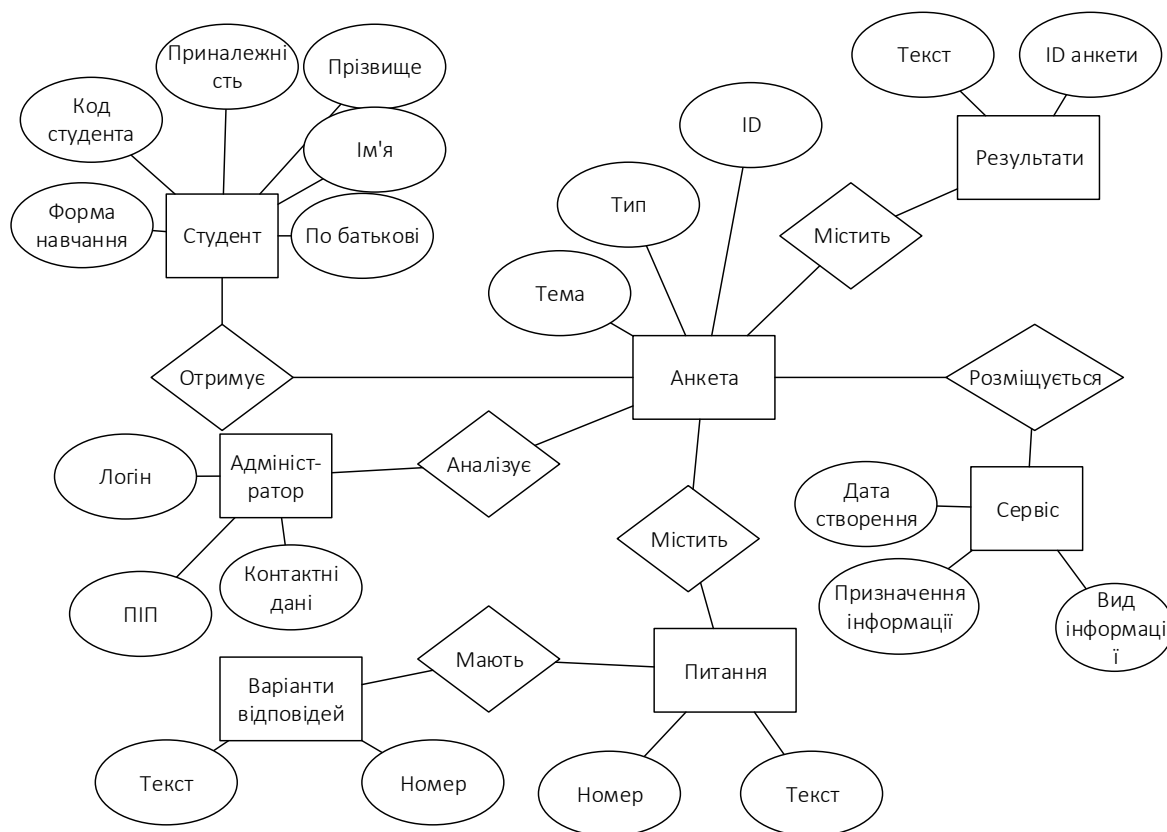 Приналежні
сть
Прізвище
Текст
ID анкети
Код
студента
Ім'я
ID
Результати
Форма
навчання
Студент
По батькові
Тип
Містить
Тема
Отримує
Анкета
Розміщується
Логін
Адмініст-
ратор
Аналізує
Дата
створення
Сервіс
Містить
Контактні
дані
ПІП
Призначення
інформації
Вид
інформаці
ї
Мають
Питання
Варіанти
відповідей
Текст
Номер
Номер
Текст